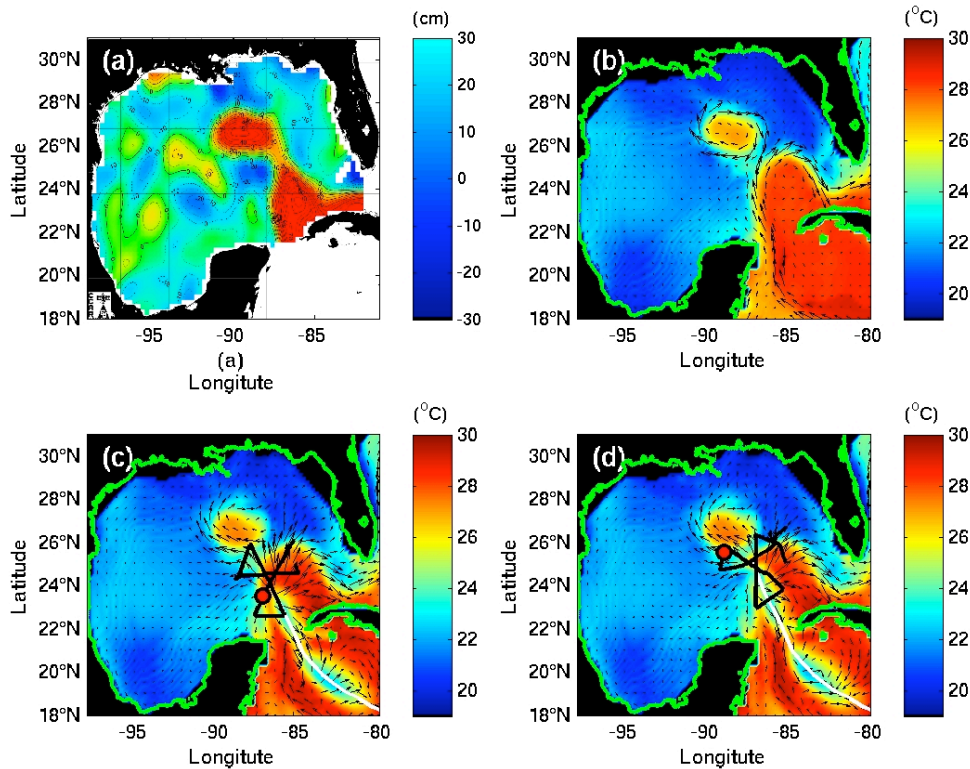 (cm)
(a)
30°N
28°N
26°N
24°N
22°N
20°N
18°N
Latitude
-95
-90
-85
(a)
Longitute
30
20
10
0
-10
-20
-30
(°C)
(b)
30°N
28°N
26°N
24°N
22°N
20°N
18°N
Latitude
-95
-90
-85
-80
Longitute
30
28
26
24
22
20
(°C)
(c)
30°N
28°N
26°N
24°N
22°N
20°N
18°N
Latitude
-95
-90
-85
-80
Longitute
30
28
26
24
22
20
(°C)
(d)
30°N
28°N
26°N
24°N
22°N
20°N
18°N
Latitude
-95
-90
-85
-80
Longitute
30
28
26
24
22
20